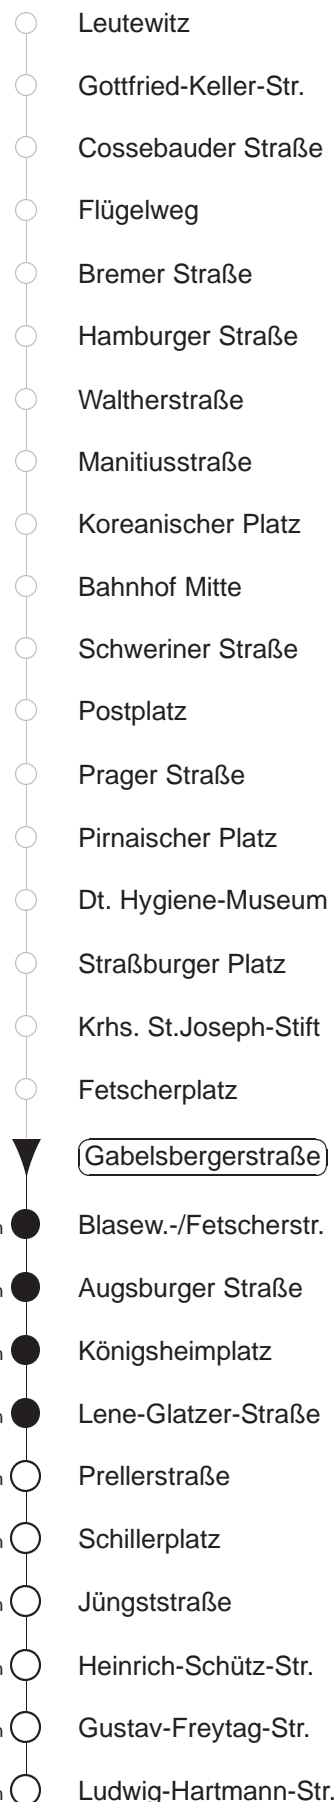 Leutewitz
Gottfried-Keller-Str.
Cossebauder Straße
Flügelweg
Bremer Straße
Hamburger Straße
Waltherstraße
Manitiusstraße
Koreanischer Platz
Bahnhof Mitte
Schweriner Straße
Postplatz
Prager Straße
Pirnaischer Platz
Dt. Hygiene-Museum
Straßburger Platz
Krhs. St.Joseph-Stift
Fetscherplatz
Gabelsbergerstraße
Blasew.-/Fetscherstr.
Augsburger Straße
Königsheimplatz
Lene-Glatzer-Straße
Prellerstraße
Schillerplatz
Jüngststraße
Heinrich-Schütz-Str.
Gustav-Freytag-Str.
Ludwig-Hartmann-Str.